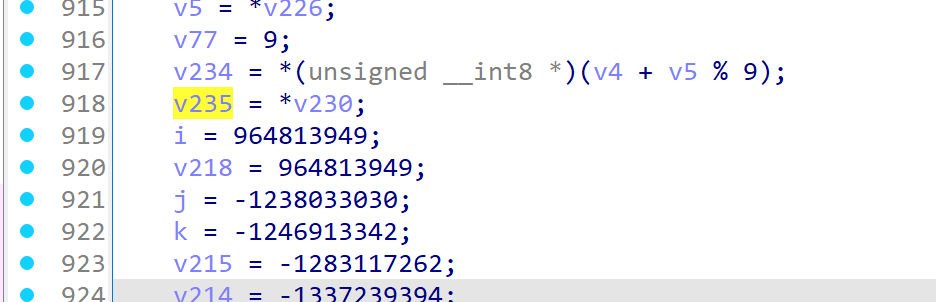 915 v5 = *v226;
916 v77 = 9;
917 v234 = *(unsigned __int8 *)(v4 + v5 % 9);
918 v235 = *v230;
919 i = 964813949;
920 v218 = 964813949;
921 j = -1238033030;
922 k = -1246913342;
923 v215 = -1283117262;
924 v214 = -1337239394;